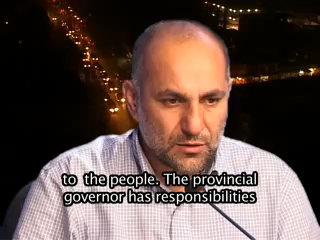 to  the people. The provincial
governor has responsibilities